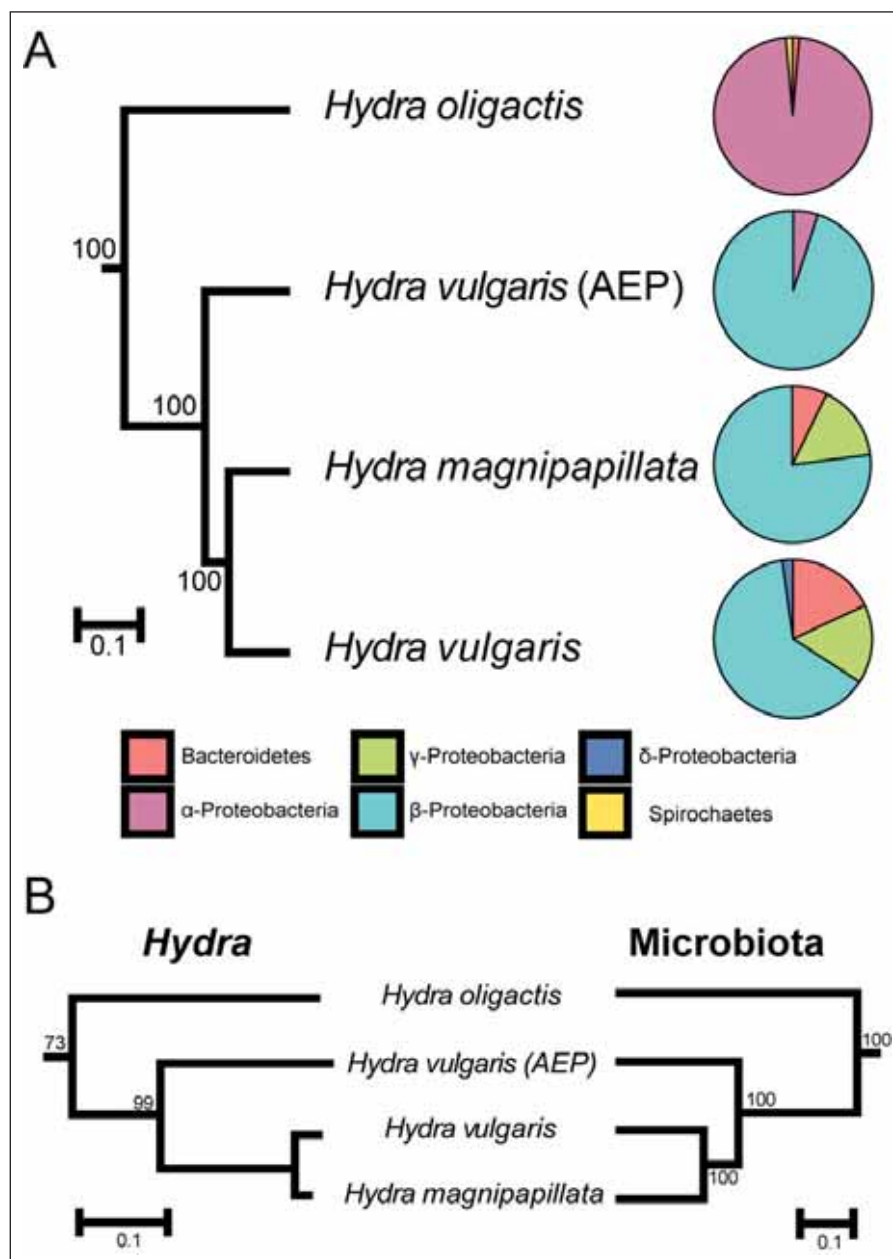 A
Hydra oligactis
100
Hydra vulgaris (AEP)
100
Hydra magnipapillata
100
Hydra vulgaris
0.1
Bacteroidetes γ-Proteobacteria δ-Proteobacteria
α-Proteobacteria β-Proteobacteria Spirochaetes
B
Hydra Microbiota
Hydra oligactis
73 100
Hydra vulgaris (AEP)
99 100
Hydra vulgaris
100
Hydra magnipapillata
0.1 0.1